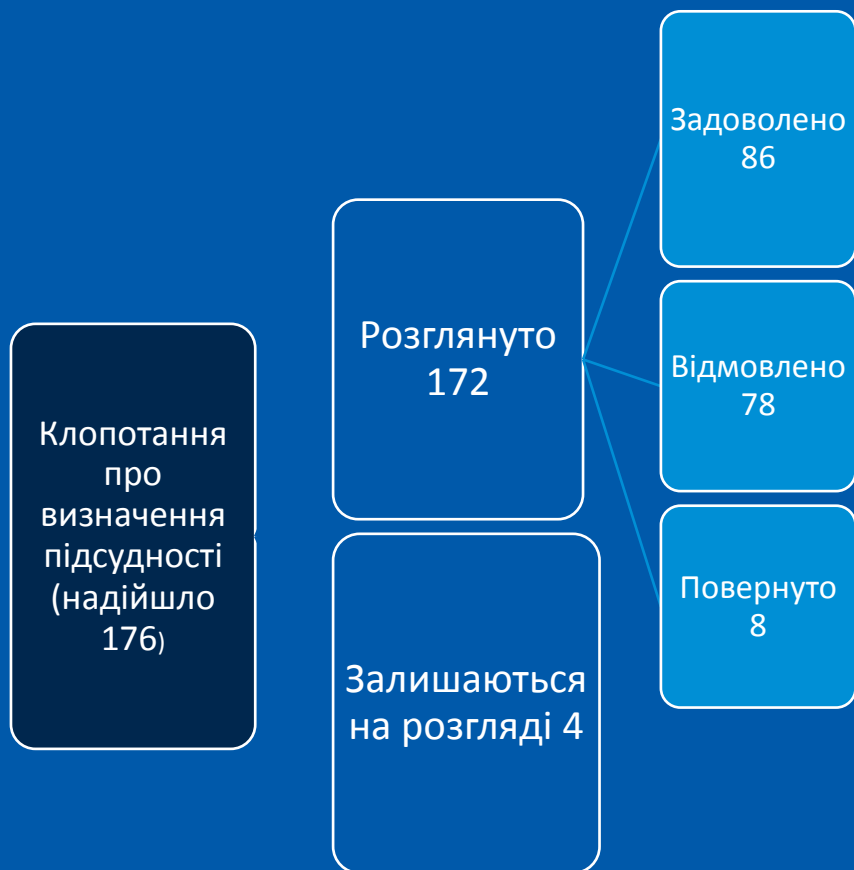 Клопотання
про
визначення
підсудності
(надійшло
176)
Розглянуто
172
Залишаються
на розгляді 4
Задоволено
86
Відмовлено
78
Повернуто
8